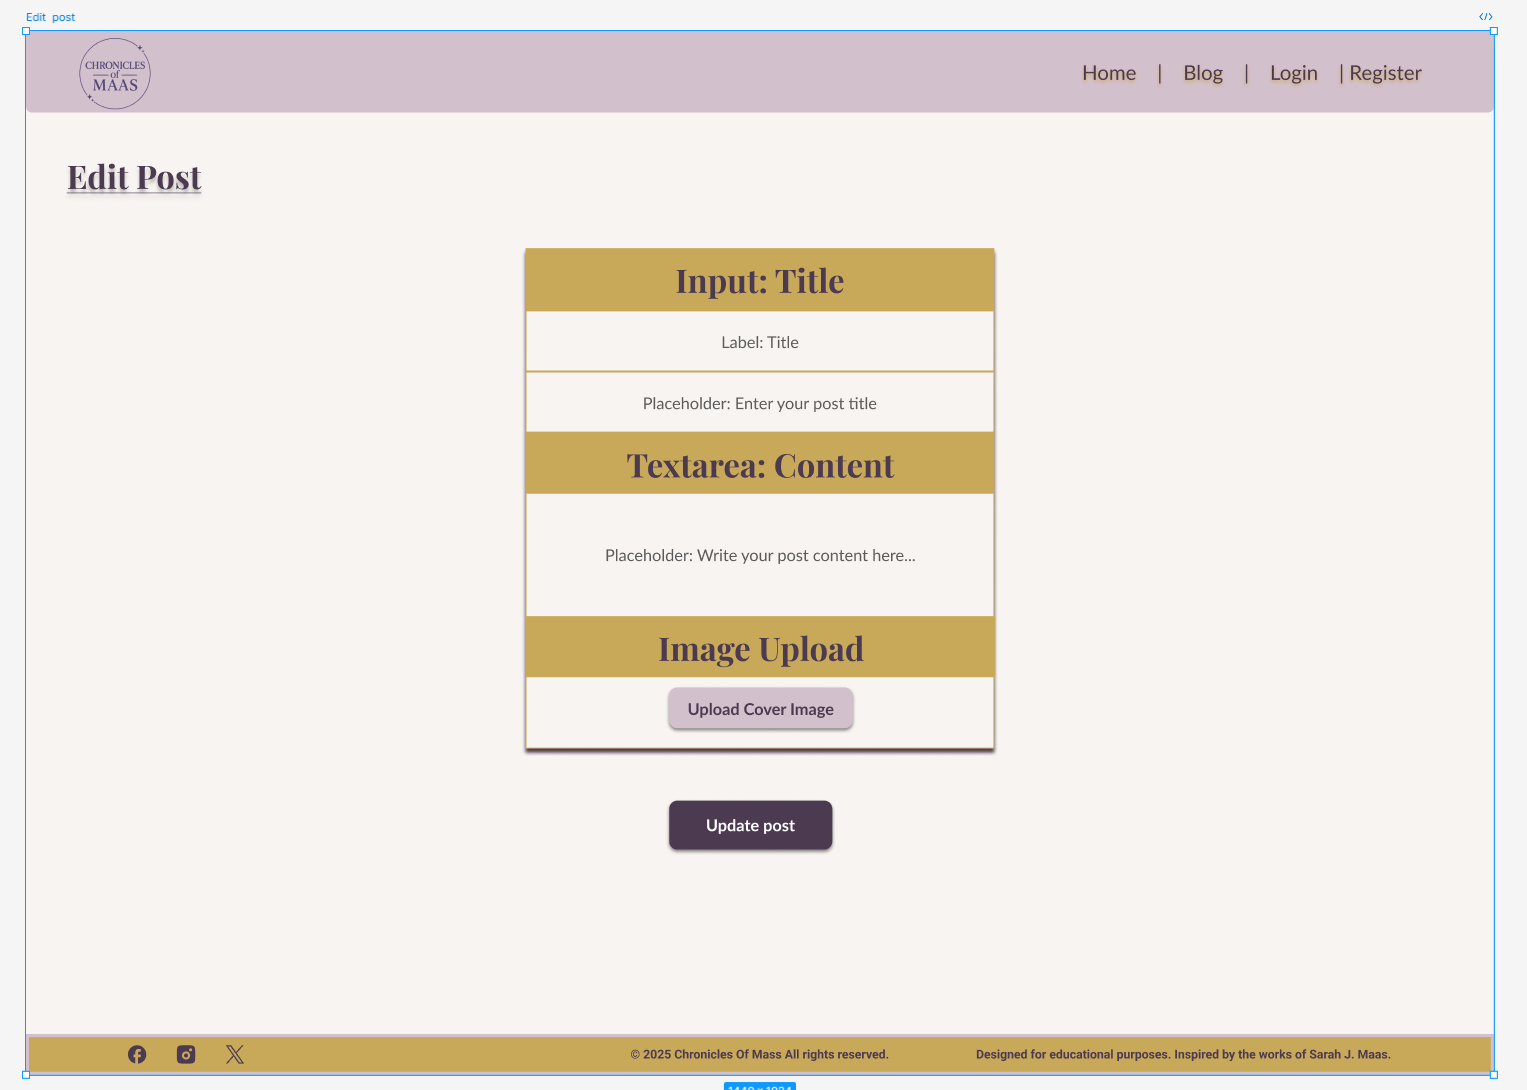 Edit post
</>
CHRONICLES
of
MAAS
Home | Blog | Login | Register
Edit Post
Input: Title
Label: Title
Placeholder: Enter your post title
Textarea: Content
Placeholder: Write your post content here...
Image Upload
Upload Cover Image
Update post
© 2025 Chronicles Of Mass All rights reserved. Designed for educational purposes. Inspired by the works of Sarah J. Maas.